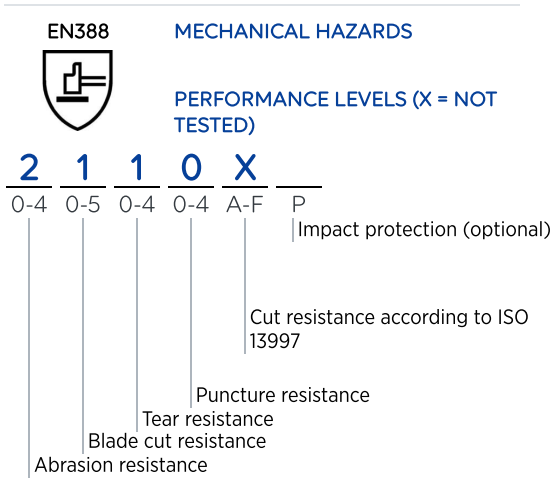 EN388
MECHANICAL HAZARDS
PERFORMANCE LEVELS (X = NOT
TESTED)
2 1 1 0 X
0-4 0-5 0-4 0-4 A-F P
Impact protection (optional)
Cut resistance according to ISO
13997
Puncture resistance
Tear resistance
Blade cut resistance
Abrasion resistance